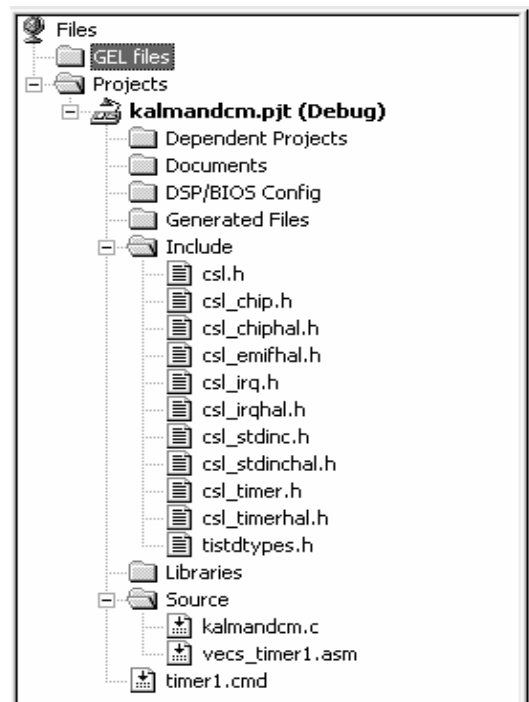 Files
GEL files
Projects
kalmandcm.pjt (Debug)
Dependent Projects
Documents
DSP/BIOS Config
Generated Files
Include
csl.h
csl_chip.h
csl_chiphal.h
csl_emifhal.h
csl_irq.h
csl_irqhal.h
csl_stdinc.h
csl_stdinchal.h
csl_timer.h
csl_timerhal.h
tistdtypes.h
Libraries
Source
kalmandcm.c
vecs_timer1.asm
timer1.cmd